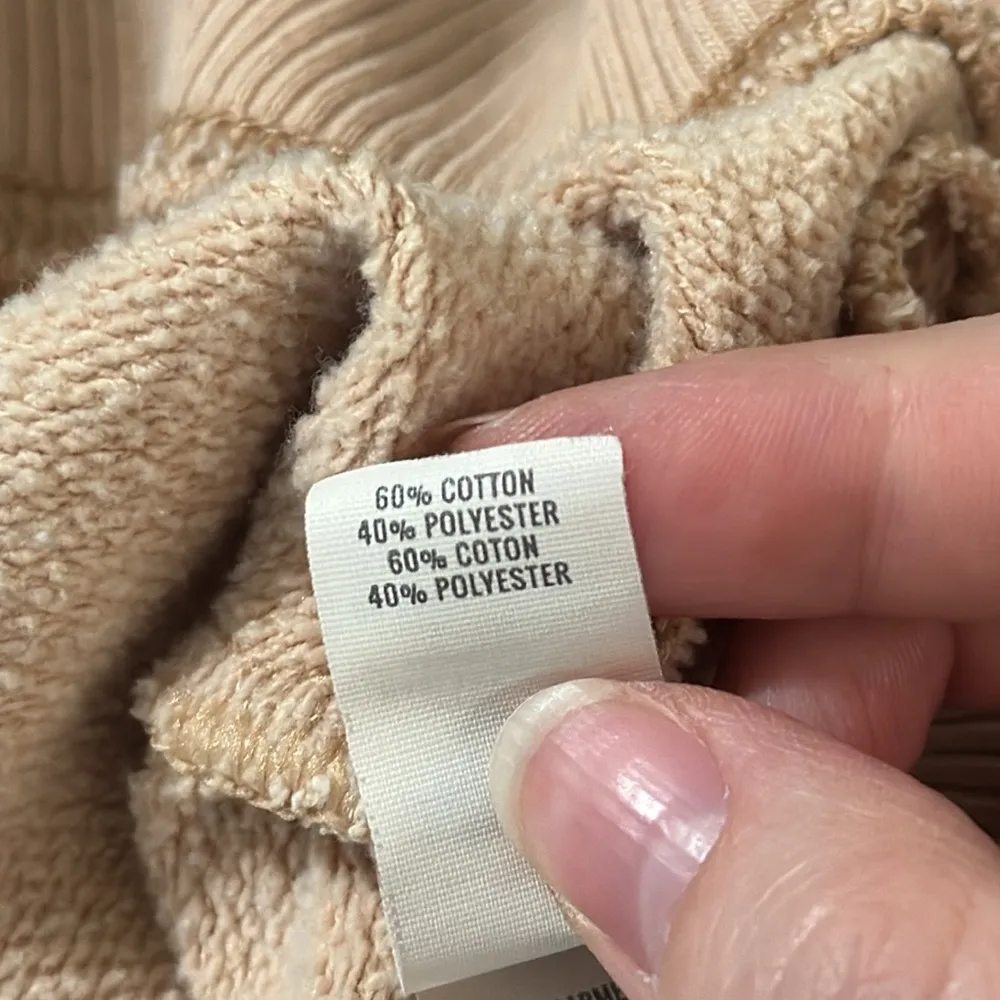 60% COTTON
40% POLYESTER
60% COTON
40% POLYESTER